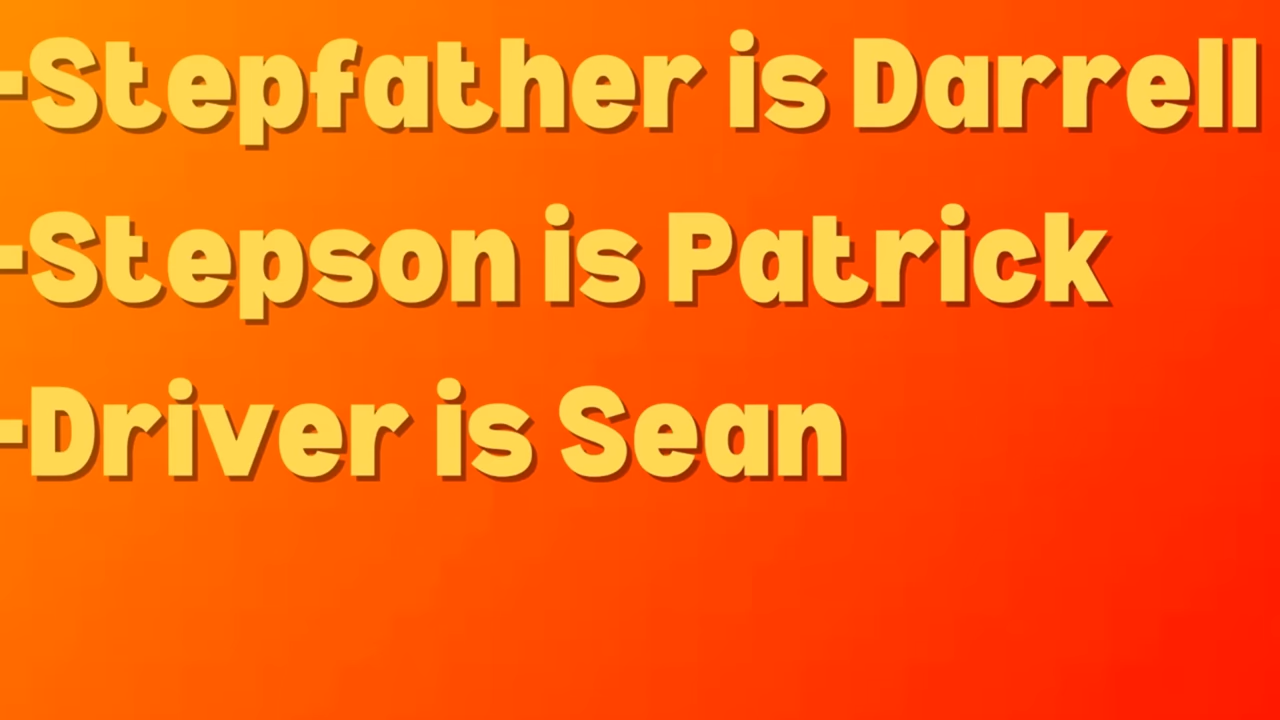 -Stepfather is Darrell
-Stepson is Patrick
-Driver is Sean